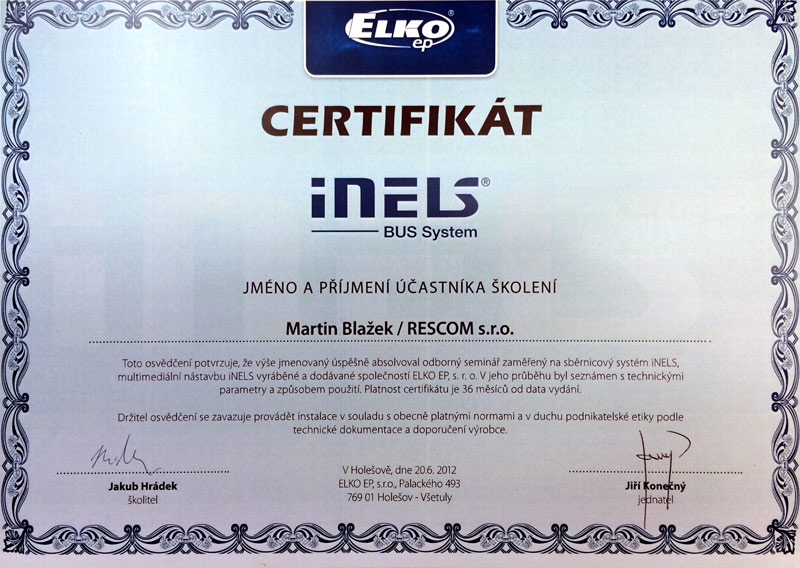 ELKO®
ep
CERTIFIKÁT
iNELS®
BUS System
JMÉNO A PŘÍJMENÍ ÚČASTNÍKA ŠKOLENÍ
Martin Blažek / RESCOM s.r.o.
Toto osvědčení potvrzuje, že výše jmenovaný úspěšně absolvoval odborný seminář zaměřený na sběrnicový systém iNELS,
multimediální nástavbu iNELS vyráběné a dodávané společností ELKO EP, s. r. o. V jeho průběhu byl seznámen s technickými
parametry a způsobem použití. Platnost certifikátu je 36 měsíců od data vydání.
Držitel osvědčení se zavazuje provádět instalace v souladu s obecně platnými normami a v duchu podnikatelské etiky podle
technické dokumentace a doporučení výrobce.
V Holešově, dne 20.6. 2012
Jakub Hrádek
ELKO EP, s.r.o., Palackého 493
Jiří Konečný
školitel
769 01 Holešov - Všetuly
jednatel